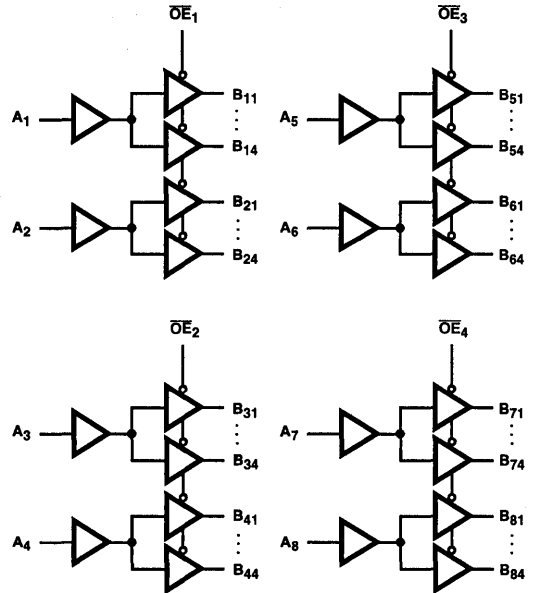 OE1 OE3
B11 B51
A1 A5
B14 B54
B21 B61
A2 A6
B24 B64
OE2 OE4
B31 B71
A3 A7
B34 B74
B41 B81
A4 A8
B44 B84